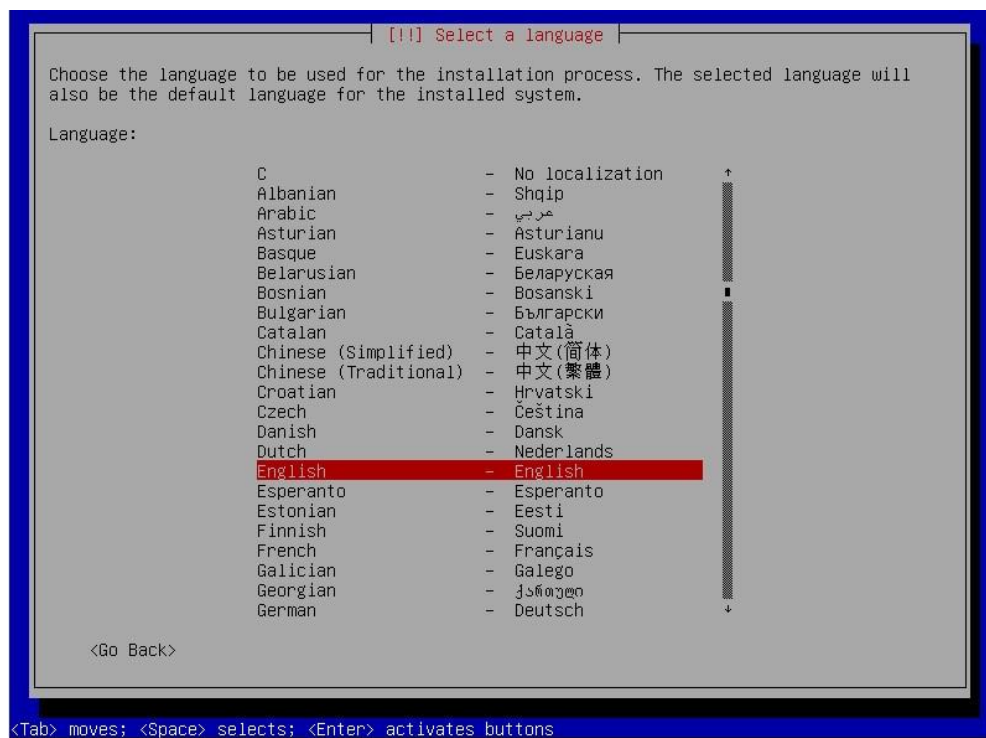 [!!] Select a language
Choose the language to be used for the installation process. The selected language will
also be the default language for the installed system.
Language:
C - No localization
Albanian - Shqip
Arabic - عربي
Asturian - Asturianu
Basque - Euskara
Belarusian - Беларуская
Bosnian - Bosanski
Bulgarian - Български
Catalan - Català
Chinese (Simplified) - 中文(简体)
Chinese (Traditional) - 中文(繁體)
Croatian - Hrvatski
Czech - Čeština
Danish - Dansk
Dutch - Nederlands
English - English
Esperanto - Esperanto
Estonian - Eesti
Finnish - Suomi
French - Français
Galician - Galego
Georgian - ქართული
German - Deutsch
<Go Back>
<Tab> moves; <Space> selects; <Enter> activates buttons